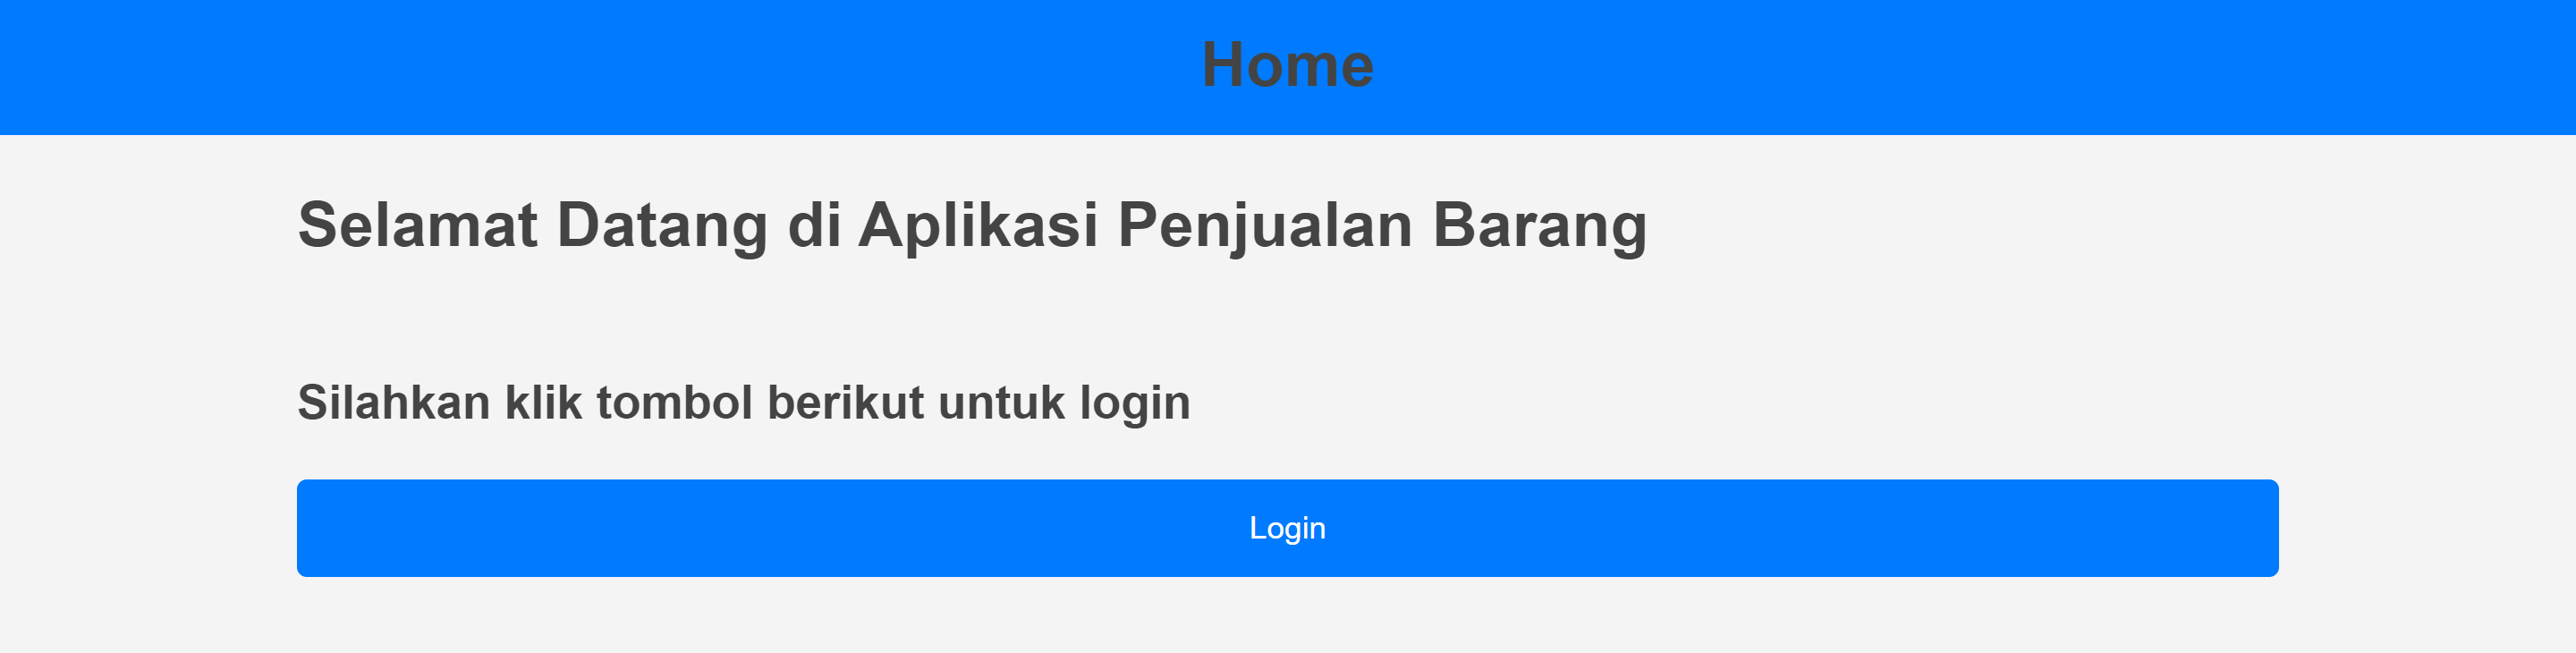 Home
Selamat Datang di Aplikasi Penjualan Barang
Silahkan klik tombol berikut untuk login
Login